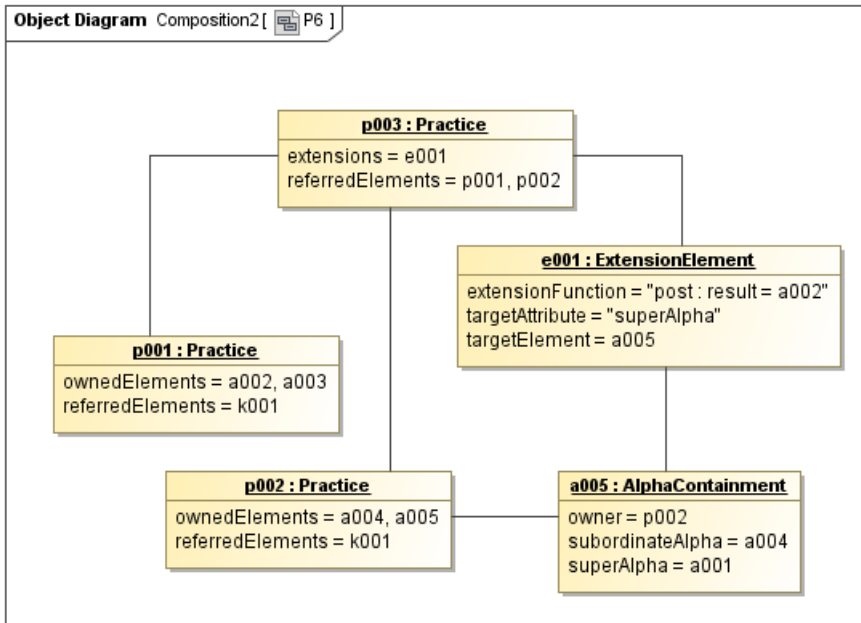 Object Diagram Composition2 [ P6 ]
p003 : Practice
extensions = e001
referredElements = p001, p002
e001 : ExtensionElement
extensionFunction = "post : result = a002"
targetAttribute = "superAlpha"
targetElement = a005
p001 : Practice
ownedElements = a002, a003
referredElements = k001
p002 : Practice
ownedElements = a004, a005
referredElements = k001
a005 : AlphaContainment
owner = p002
subordinateAlpha = a004
superAlpha = a001